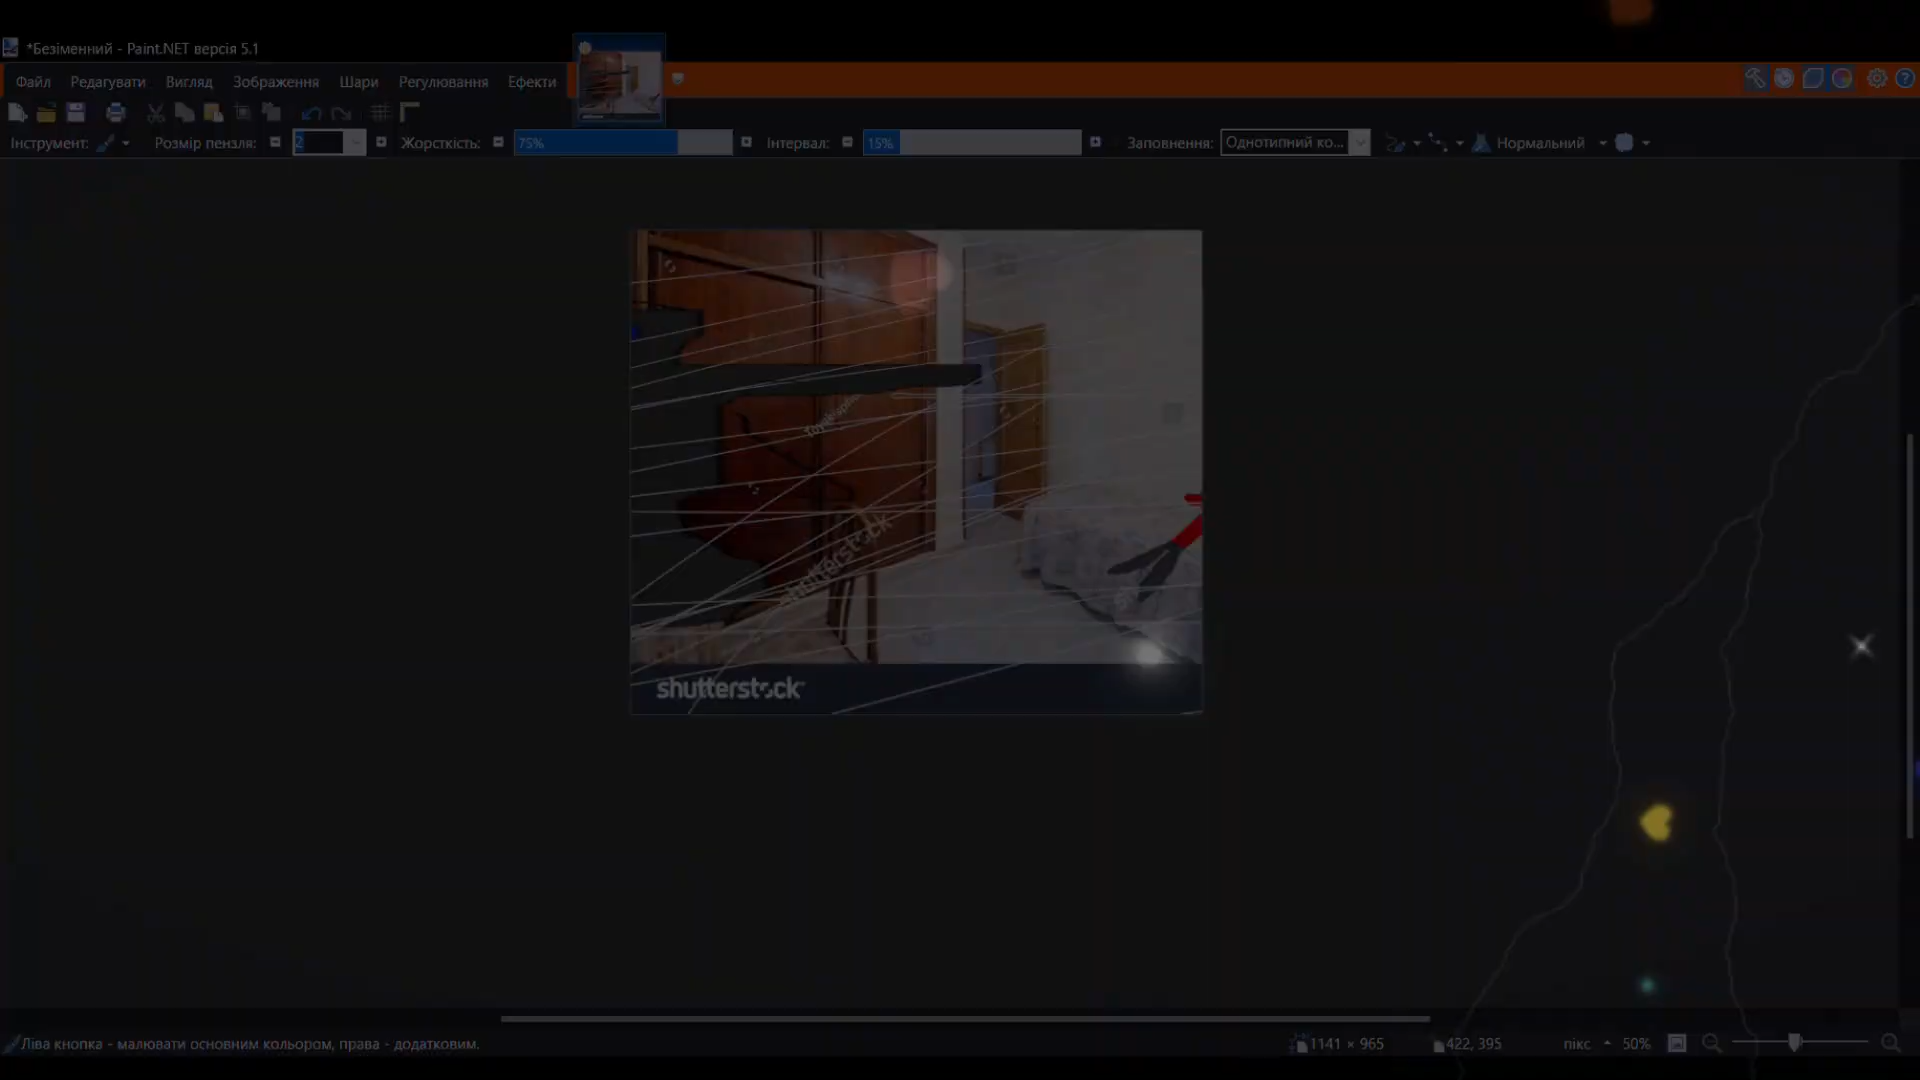 *Безіменний - Paint.NET версія 5.1
Файл Редагувати Вигляд Зображення Шари Регулювання Ефекти
Інструмент: Розмір пензля: 2 Жорсткість: 75% Інтервал: 15% Заповнення: Однотипний ко... Нормальний
shutterstock
shutterstock
Ліва кнопка - малювати основним кольором, права - додатковим.
1141 × 965 422, 395 пікс 50%